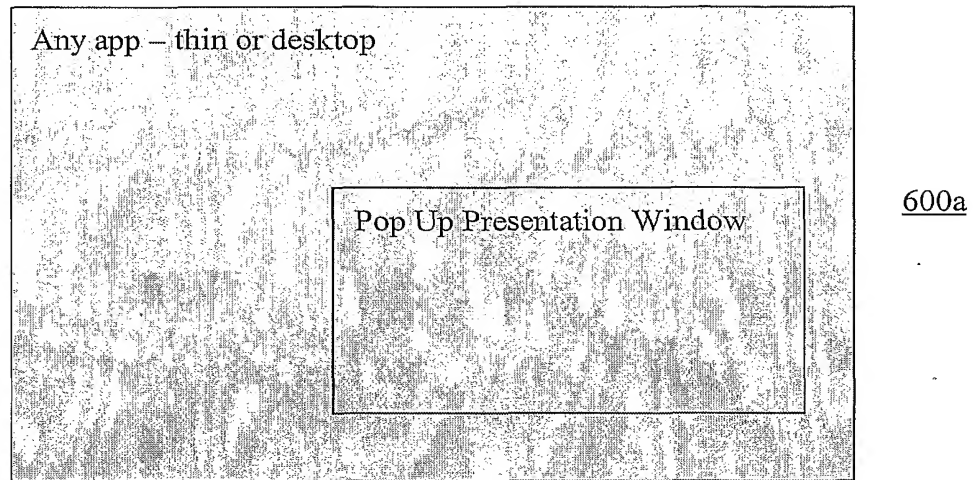 Any app – thin or desktop
Pop Up Presentation Window
600a